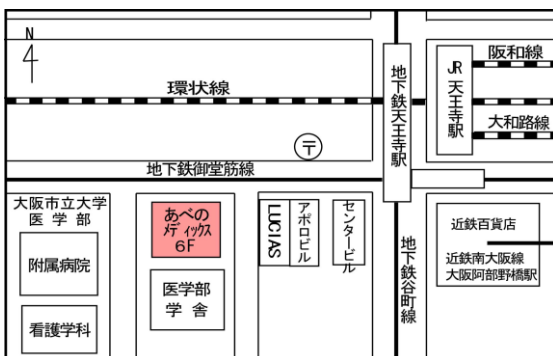 N
阪和線
JR天王寺駅
環状線
地下鉄天王寺駅
大和路線
〒
地下鉄御堂筋線
大阪市立大学
医学部
附属病院
看護学科
あべの
メディックス
6F
医学部
学舎
LUCIAS
アポロビル
センタービル
地下鉄谷町線
近鉄百貨店
近鉄南大阪線
大阪阿部野橋駅